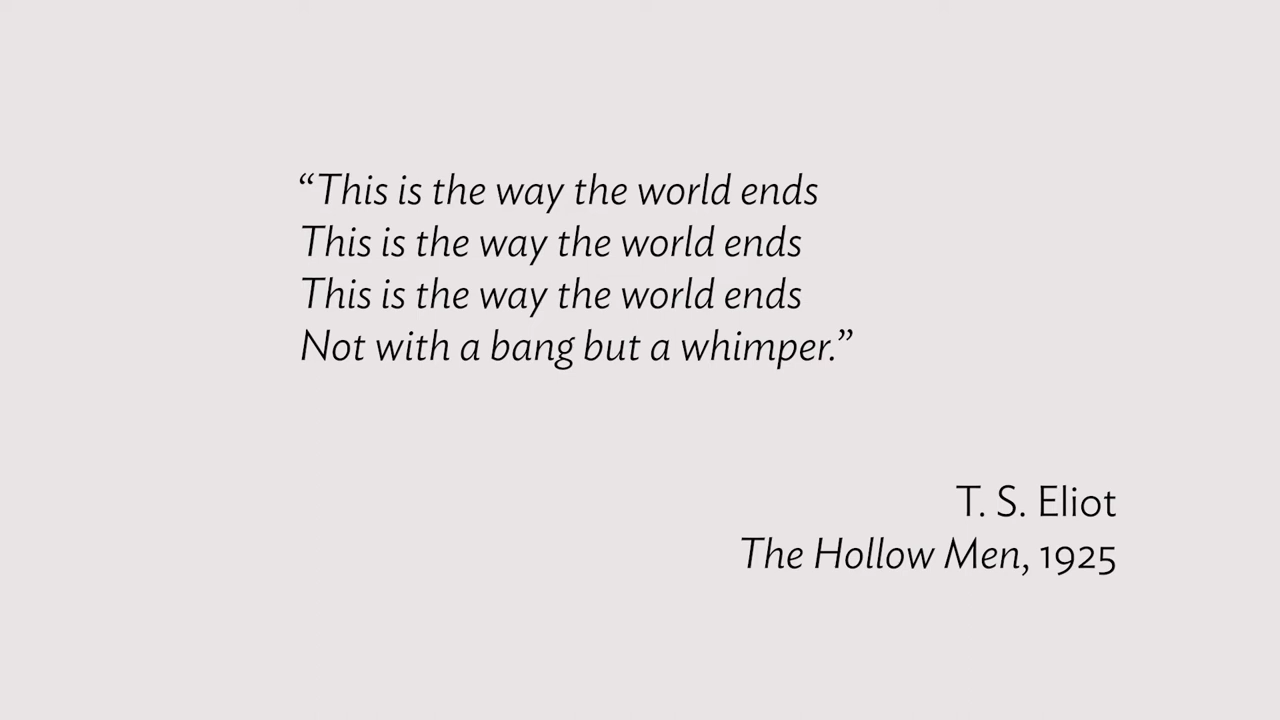 “This is the way the world ends
This is the way the world ends
This is the way the world ends
Not with a bang but a whimper.”
T. S. Eliot
The Hollow Men, 1925